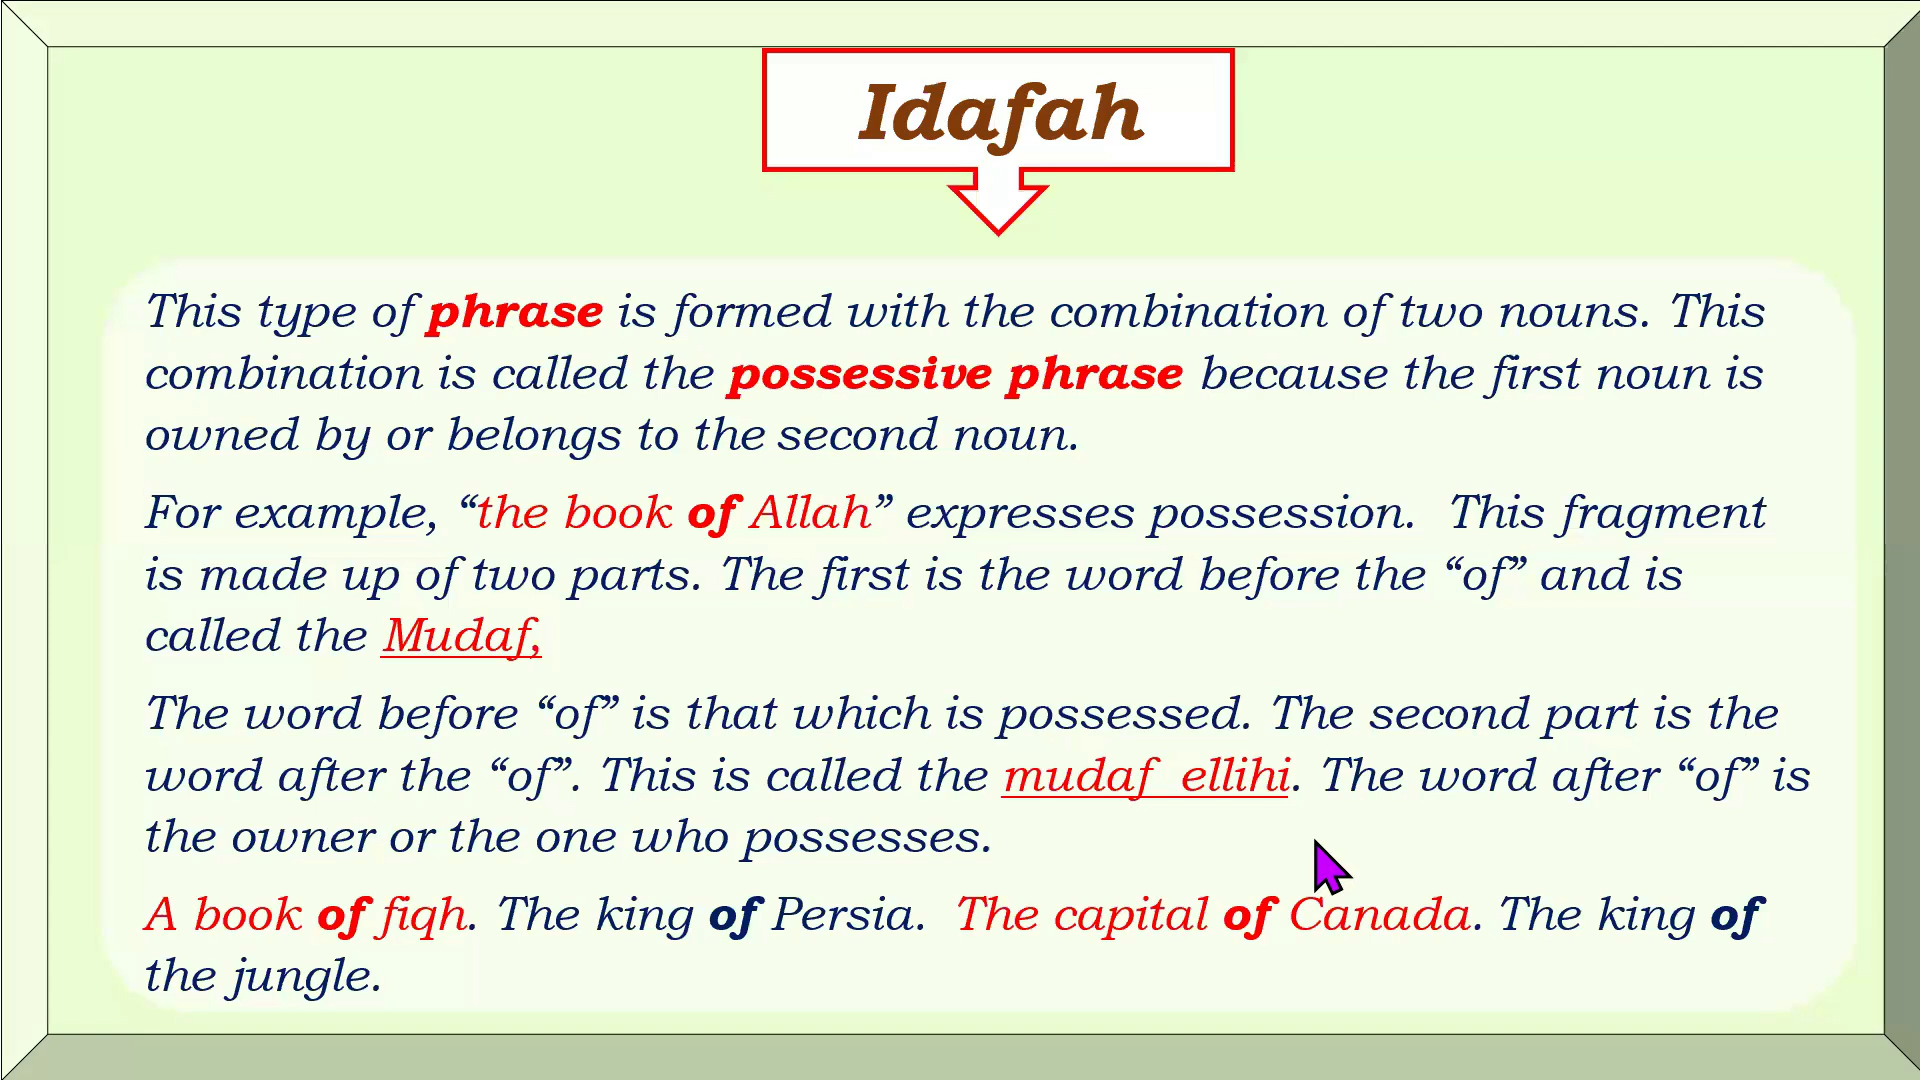 Idafah
This type of phrase is formed with the combination of two nouns. This
combination is called the possessive phrase because the first noun is
owned by or belongs to the second noun.
For example, “the book of Allah” expresses possession.  This fragment
is made up of two parts. The first is the word before the “of” and is
called the Mudaf,
The word before “of” is that which is possessed. The second part is the
word after the “of”. This is called the mudaf  ellihi. The word after “of” is
the owner or the one who possesses.
A book of fiqh. The king of Persia.  The capital of Canada. The king of
the jungle.